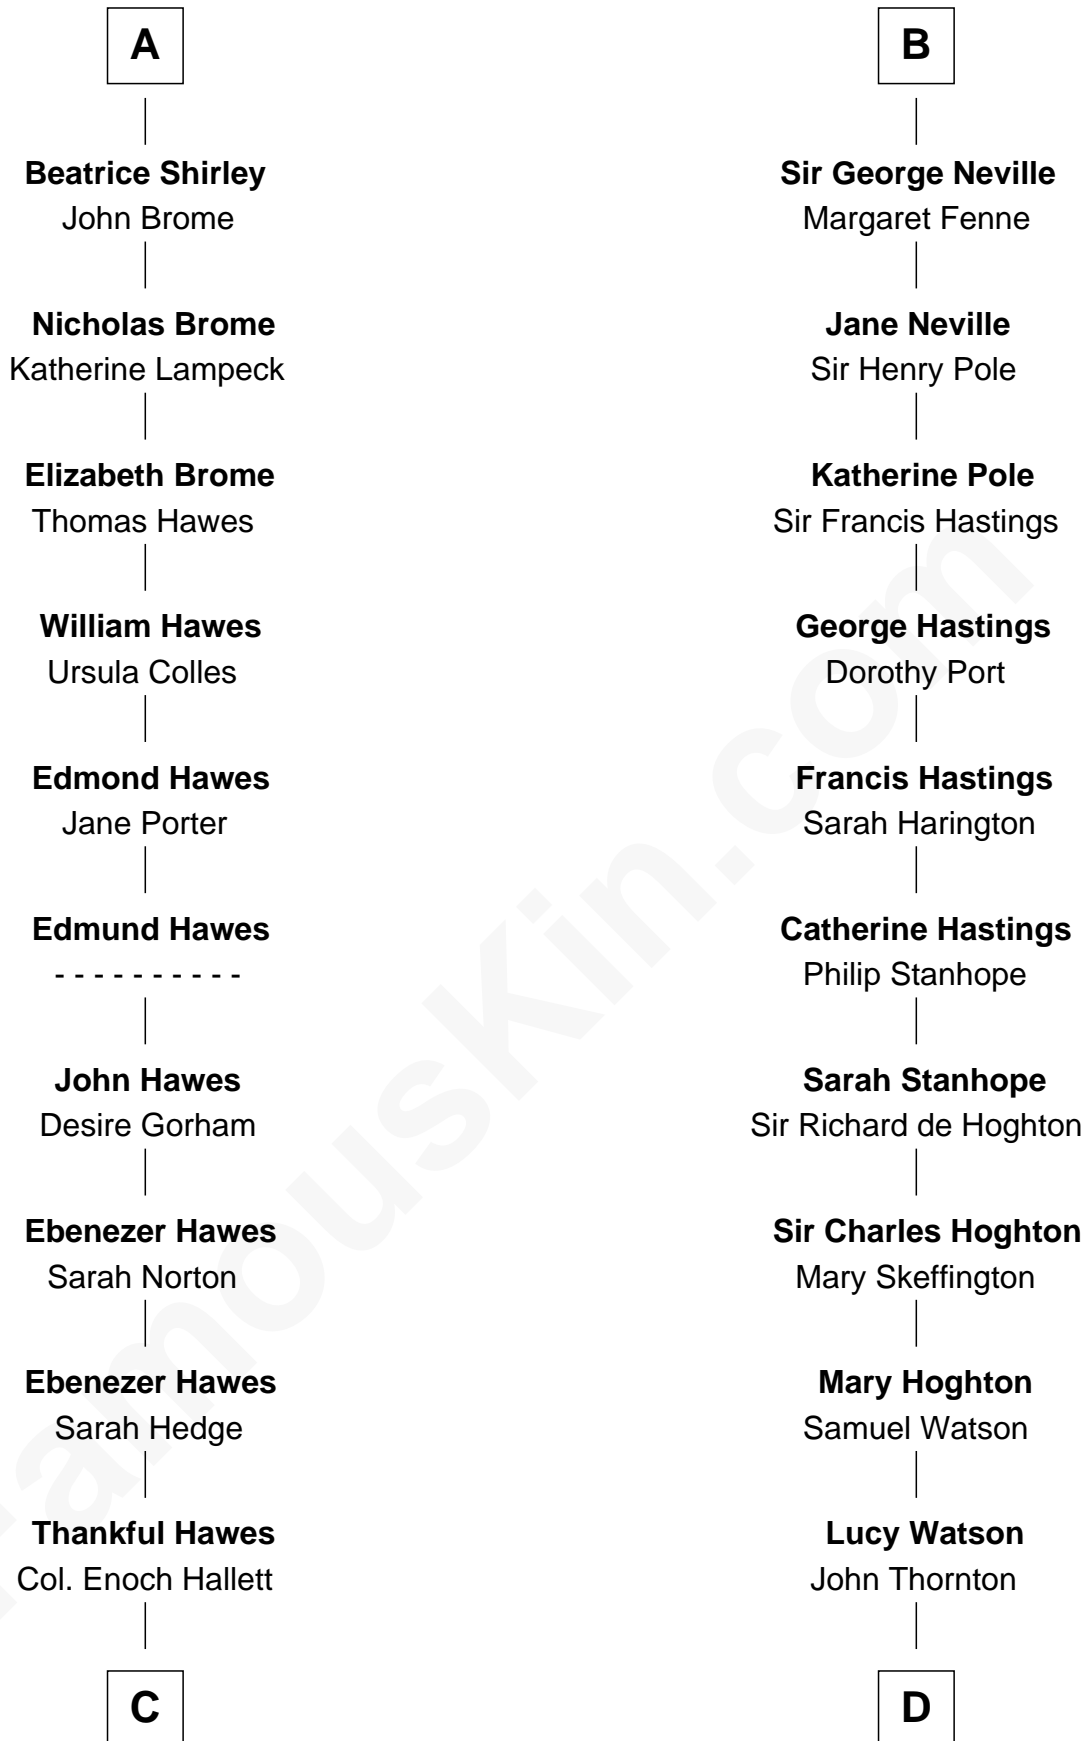 A
Beatrice Shirley
John Brome
Nicholas Brome
Katherine Lampeck
Elizabeth Brome
Thomas Hawes
William Hawes
Ursula Colles
Edmond Hawes
Jane Porter
Edmund Hawes
- - - - - - - - - -
John Hawes
Desire Gorham
Ebenezer Hawes
Sarah Norton
Ebenezer Hawes
Sarah Hedge
Thankful Hawes
Col. Enoch Hallett
C
B
Sir George Neville
Margaret Fenne
Jane Neville
Sir Henry Pole
Katherine Pole
Sir Francis Hastings
George Hastings
Dorothy Port
Francis Hastings
Sarah Harington
Catherine Hastings
Philip Stanhope
Sarah Stanhope
Sir Richard de Hoghton
Sir Charles Hoghton
Mary Skeffington
Mary Hoghton
Samuel Watson
Lucy Watson
John Thornton
D
FamousKin.com